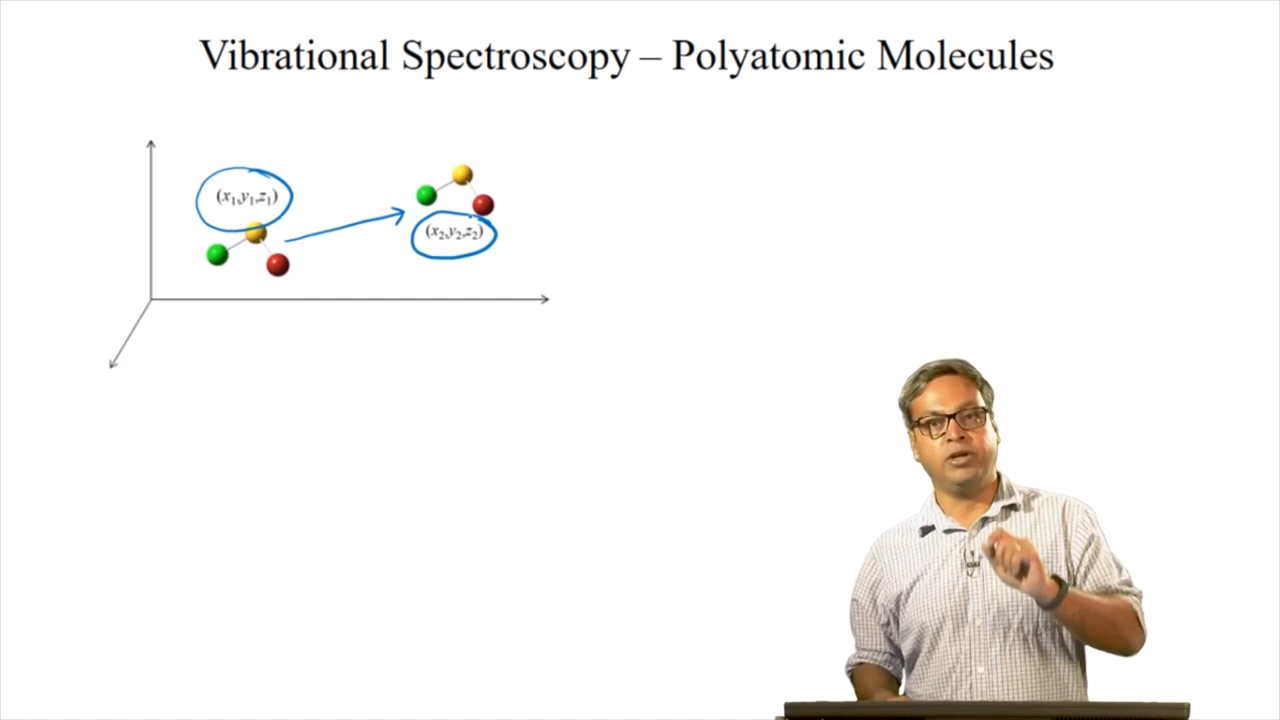 Vibrational Spectroscopy – Polyatomic Molecules
(x₁,y₁,z₁)
(x₂,y₂,z₂)